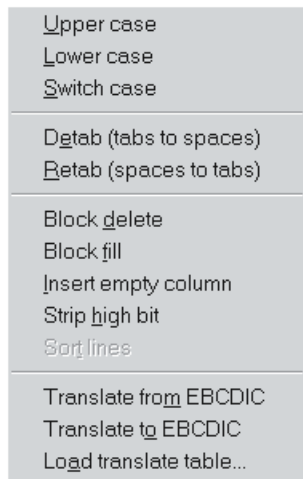 Upper case
Lower case
Switch case
Detab (tabs to spaces)
Retab (spaces to tabs)
Block delete
Block fill
Insert empty column
Strip high bit
Sort lines
Translate from EBCDIC
Translate to EBCDIC
Load translate table...